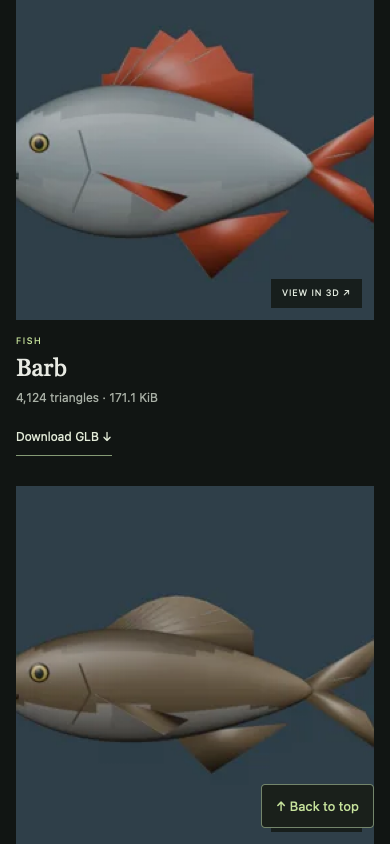 VIEW IN 3D ↗
FISH
Barb
4,124 triangles · 171.1 KiB
Download GLB ↓
↑ Back to top